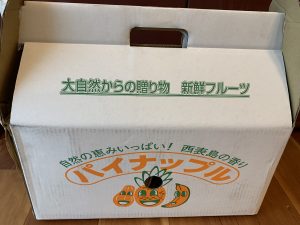 大自然からの贈り物　新鮮フルーツ
自然の恵みいっぱい！ 西表島の香り
パイナップル